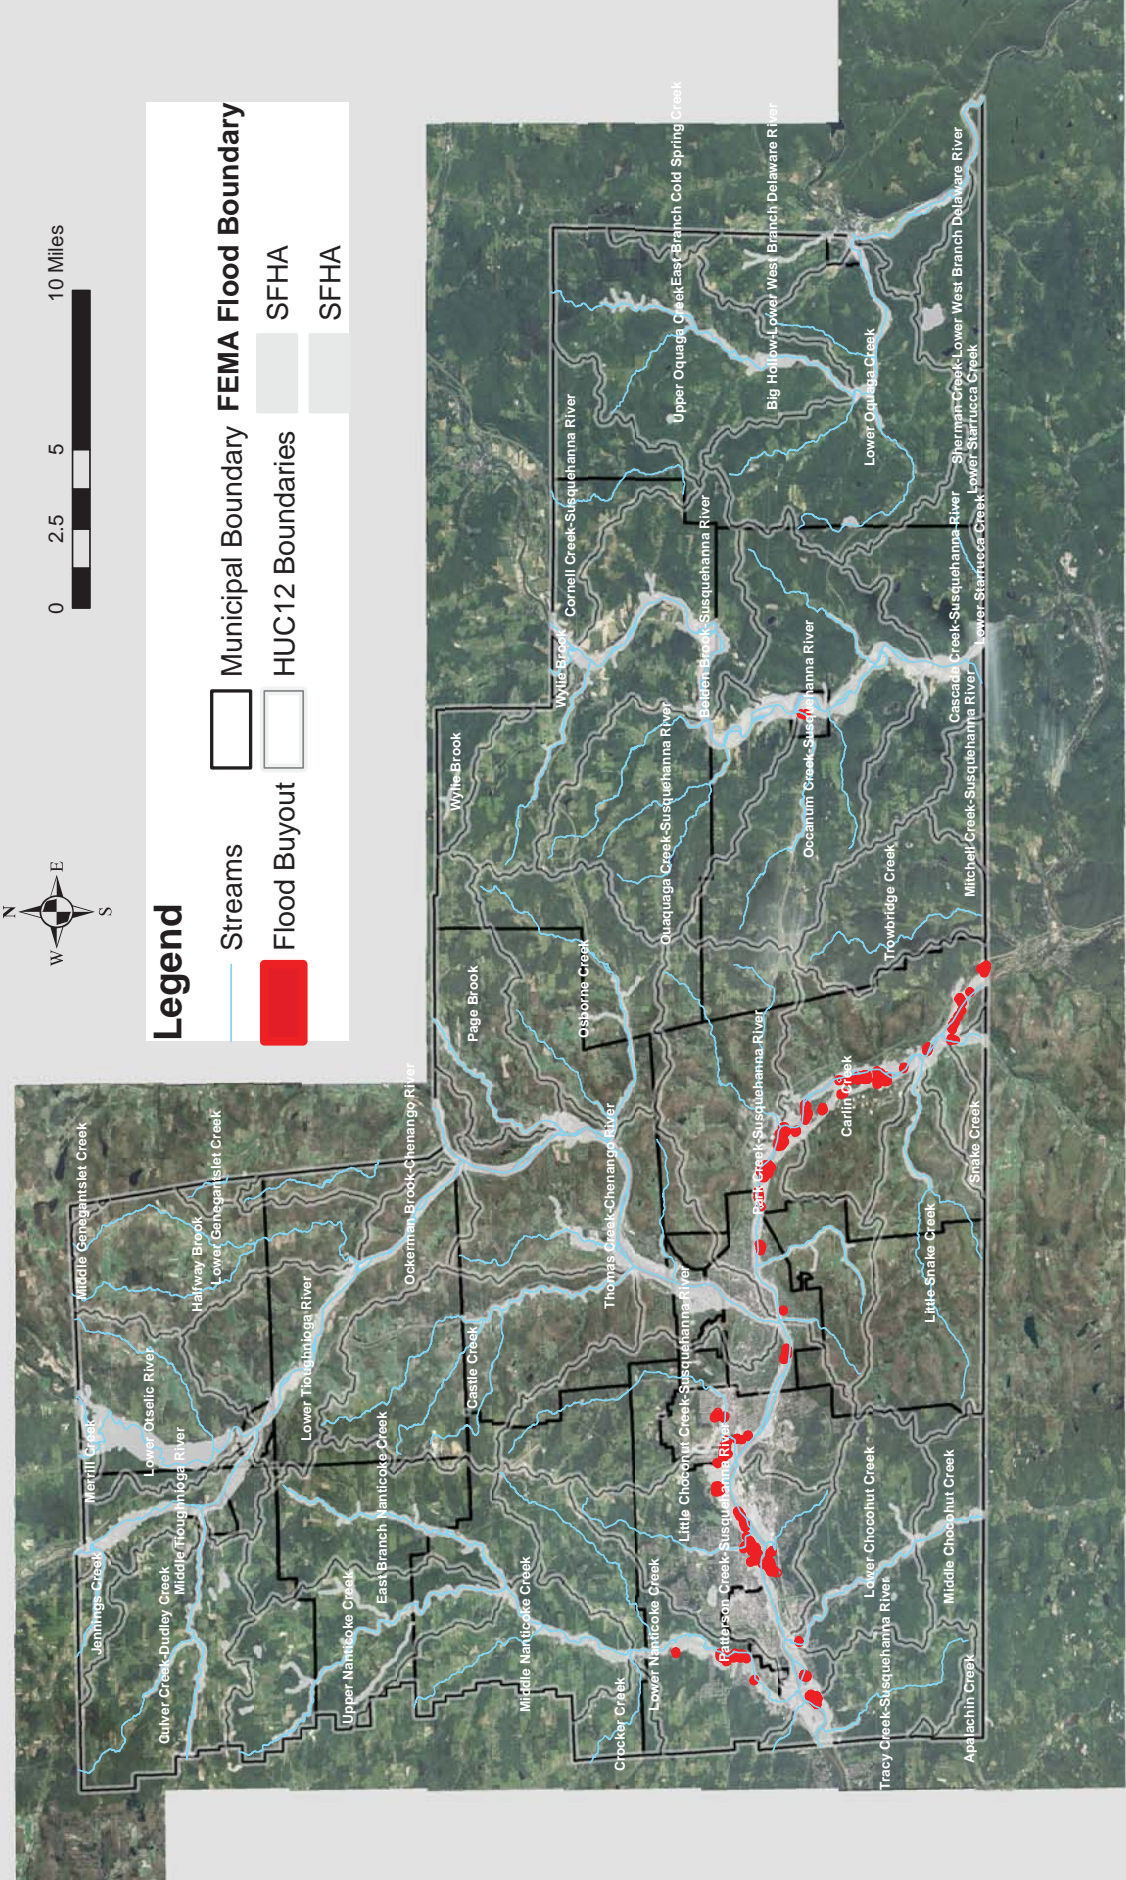 N
W E
S
0 2.5 5 10 Miles
Legend
Streams
Flood Buyout
Municipal Boundary
HUC12 Boundaries
FEMA Flood Boundary
SFHA
SFHA
Middle Genegantslet Creek
Merrill Creek
Jennings Creek
Lower Otselic River
Gulver Creek-Dudley Creek
Middle Tioughnioga River
Halfway Brook
Lower Genegantslet Creek
Lower Tioughnioga River
Upper Nanticoke Creek
East Branch Nanticoke Creek
Ockerman Brook-Chenango River
Wylie Brook
Page Brook
Castle Creek
Middle Nanticoke Creek
Wylie Brook
Cornell Creek-Susquehanna River
Osborne Creek
Thomas Creek-Chenango River
Crocker Creek
Lower Nanticoke Creek
Ouaquaga Creek-Susquehanna River
East Branch Cold Spring Creek
Upper Oquaga Creek
Little Choconut Creek-Susquehanna River
Belden Brook-Susquehanna River
Patterson Creek-Susquehanna River
Park Creek-Susquehanna River
Big Hollow-Lower West Branch Delaware River
Occanum Creek-Susquehanna River
Carlin Creek
Lower Oquaga Creek
Lower Chocohut Creek
Tracy Creek-Susquehanna River
Trowbridge Creek
Little Snake Creek
Middle Chocohut Creek
Cascade Creek-Susquehanna River
Sherman Creek-Lower West Branch Delaware River
Apalachin Creek
Snake Creek
Mitchell Creek-Susquehanna River
Lower Starrucca Creek
Lower Starrucca Creek